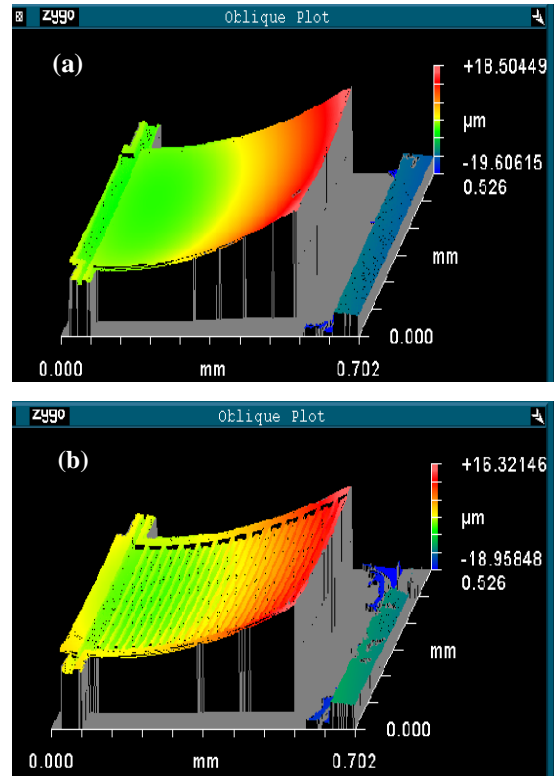 zygo Oblique Plot
(a)
+18.50449
µm
-19.60615
0.526
mm
0.000
0.000 mm 0.702
zygo Oblique Plot
(b)
+15.32146
µm
-18.95848
0.526
mm
0.000
0.000 mm 0.702